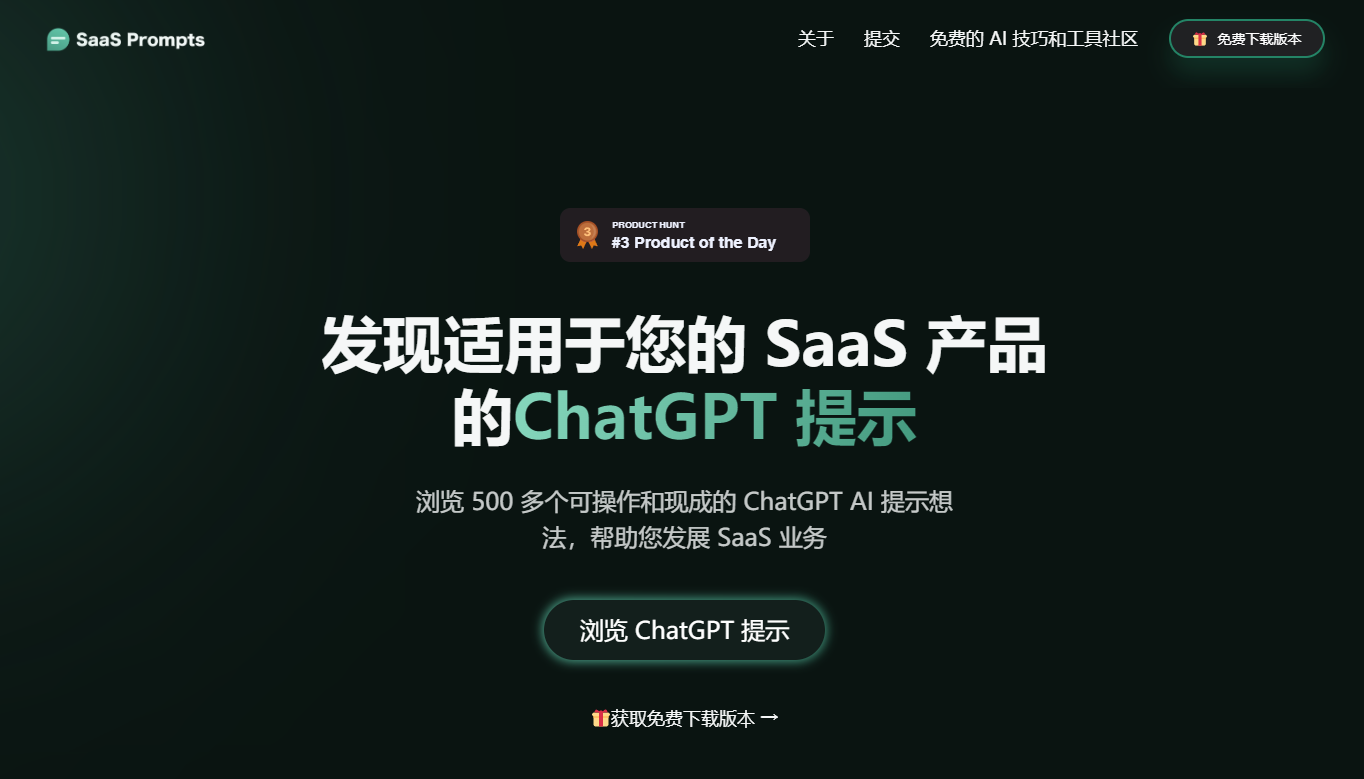 SaaS Prompts
关于
提交
免费的 AI 技巧和工具社区
免费下载版本
3
PRODUCT HUNT
#3 Product of the Day
发现适用于您的 SaaS 产品
的ChatGPT 提示
浏览 500 多个可操作和现成的 ChatGPT AI 提示想
法，帮助您发展 SaaS 业务
浏览 ChatGPT 提示
获取免费下载版本 →